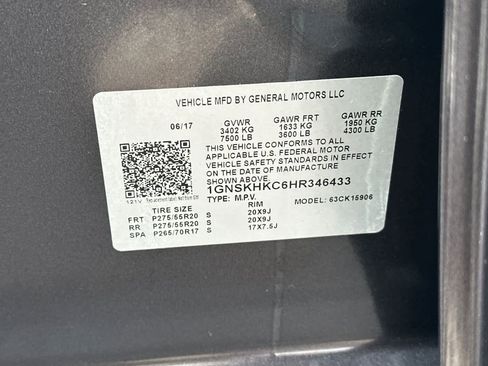 VEHICLE MFD BY GENERAL MOTORS LLC
06/17 GVWR GAWR FRT GAWR RR
3402 KG 1633 KG 1950 KG
7500 LB 3600 LB 4300 LB
THIS VEHICLE CONFORMS TO ALL
APPLICABLE U.S. FEDERAL MOTOR
VEHICLE SAFETY STANDARDS IN EFFECT
ON THE DATE OF MANUFACTURE
SHOWN ABOVE.
1GNSKHKC6HR346433
TYPE: M.P.V. MODEL: 63CK15906
TIRE SIZE RIM
FRT P275/55R20 S 20X9J
RR P275/55R20 S 20X9J
SPA P265/70R17 S 17X7.5J